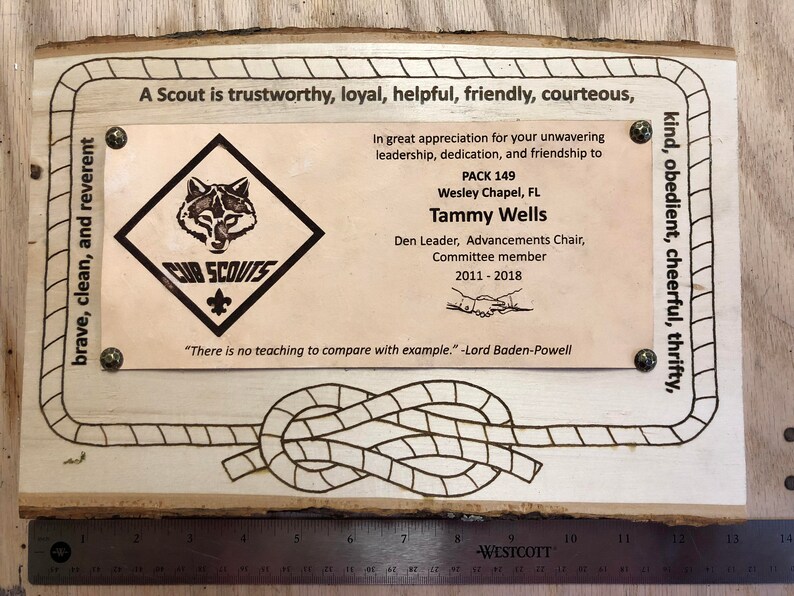 A Scout is trustworthy, loyal, helpful, friendly, courteous,
kind, obedient, cheerful, thrifty,
brave, clean, and reverent
CUB SCOUTS
In great appreciation for your unwavering
leadership, dedication, and friendship to
PACK 149
Wesley Chapel, FL
Tammy Wells
Den Leader, Advancements Chair,
Committee member
2011 - 2018
“There is no teaching to compare with example.” -Lord Baden-Powell
1 2 3 4 5 6 7 8 9 10 11 12 13 14
WESTCOTT